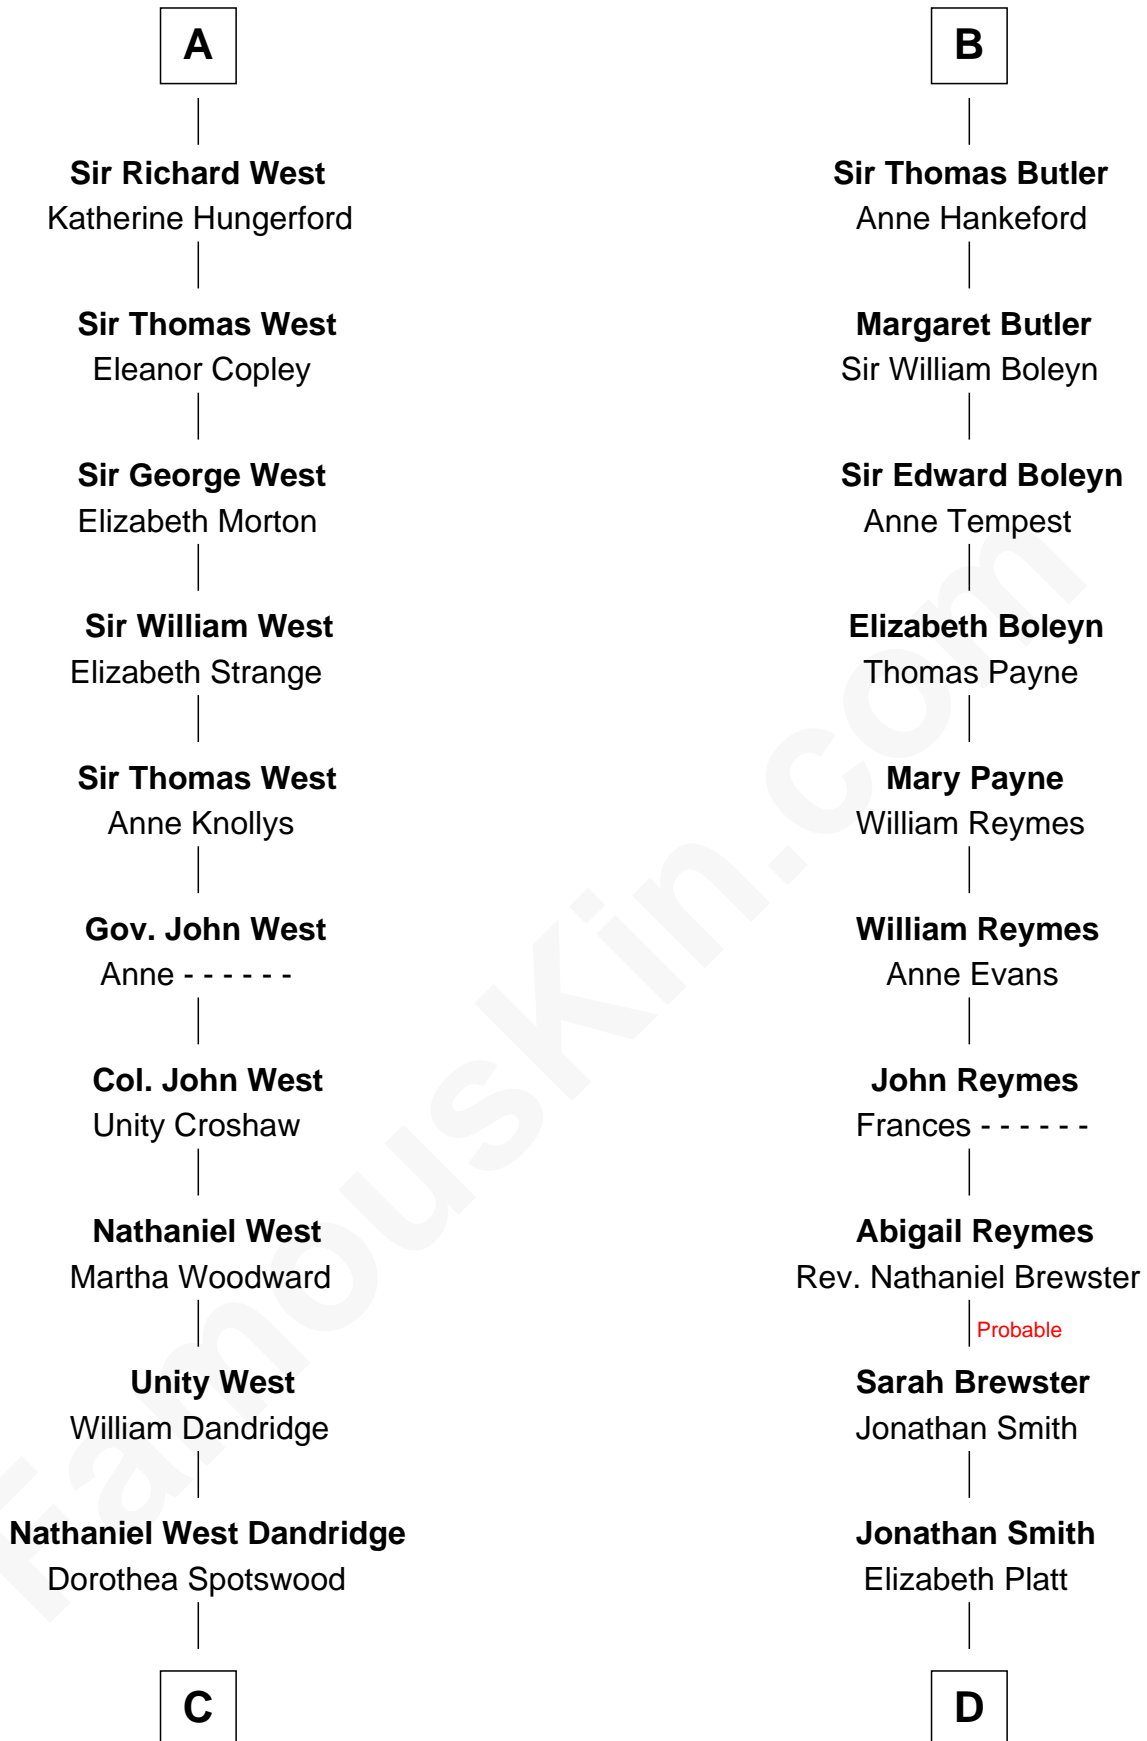 A
Sir Richard West
Katherine Hungerford
Sir Thomas West
Eleanor Copley
Sir George West
Elizabeth Morton
Sir William West
Elizabeth Strange
Sir Thomas West
Anne Knollys
Gov. John West
Anne - - - - - -
Col. John West
Unity Croshaw
Nathaniel West
Martha Woodward
Unity West
William Dandridge
Nathaniel West Dandridge
Dorothea Spotswood
C
B
Sir Thomas Butler
Anne Hankeford
Margaret Butler
Sir William Boleyn
Sir Edward Boleyn
Anne Tempest
Elizabeth Boleyn
Thomas Payne
Mary Payne
William Reymes
William Reymes
Anne Evans
John Reymes
Frances - - - - - -
Abigail Reymes
Rev. Nathaniel Brewster
Probable
Sarah Brewster
Jonathan Smith
Jonathan Smith
Elizabeth Platt
D
FamousKin.com